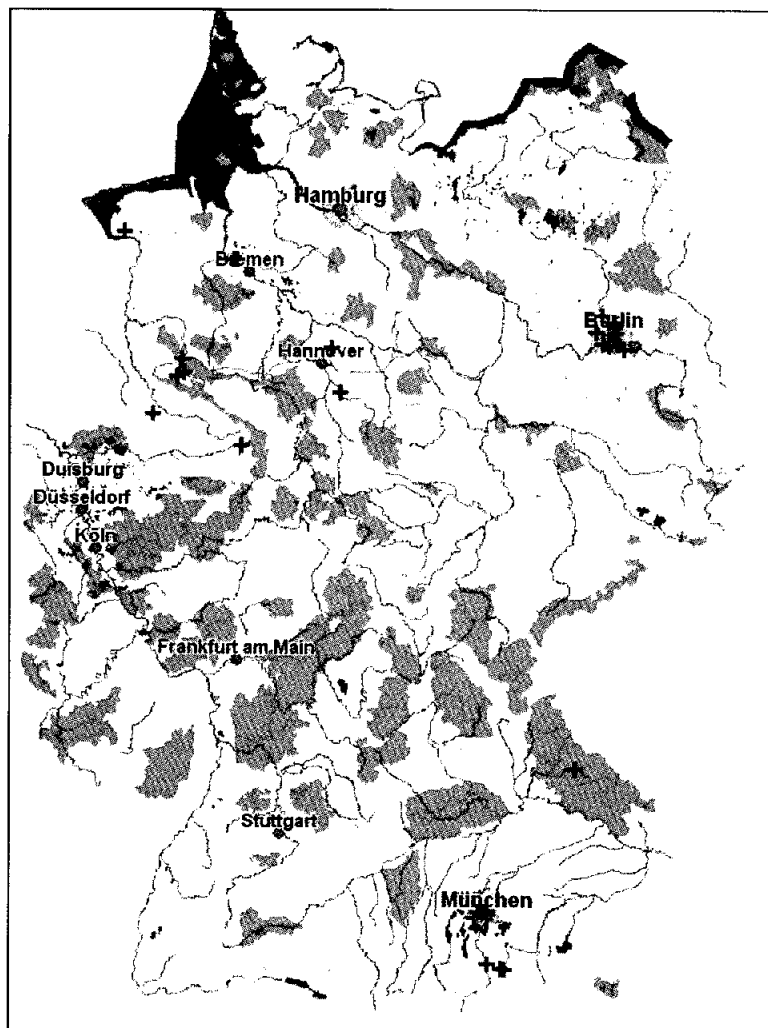 Hamburg
Bremen
Berlin
Hannover
Duisburg
Düsseldorf
Köln
Frankfurt am Main
Stuttgart
München